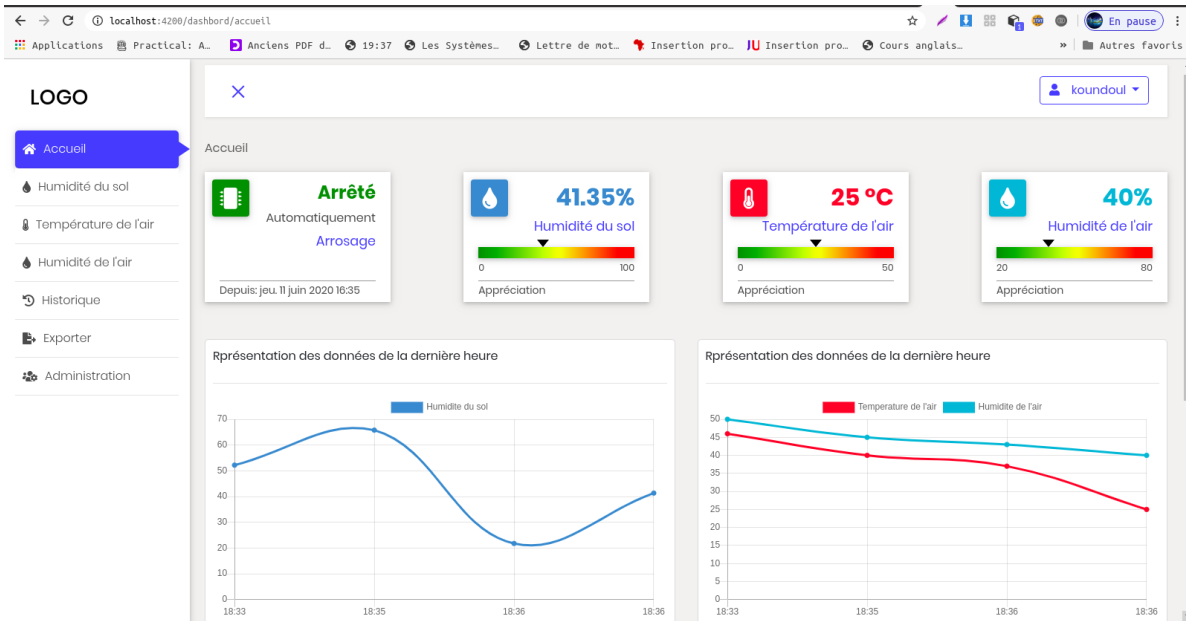 localhost:4200/dashbord/accueil
En pause
Applications
Practical: A…
Anciens PDF d…
19:37
Les Systèmes…
Lettre de mot…
Insertion pro…
Insertion pro…
Cours anglais…
»
Autres favoris
LOGO
koundoul
Accueil
Humidité du sol
Température de l'air
Humidité de l'air
Historique
Exporter
Administration
Accueil
Arrêté
Automatiquement
Arrosage
Depuis: jeu. 11 juin 2020 16:35
41.35%
Humidité du sol
0 100
Appréciation
25 °C
Température de l'air
0 50
Appréciation
40%
Humidité de l'air
20 80
Appréciation
Rprésentation des données de la dernière heure
Humidite du sol
70
60
50
40
30
20
10
0
18:33 18:35 18:36 18:36
Rprésentation des données de la dernière heure
Temperature de l'air Humidite de l'air
50
45
40
35
30
25
20
15
10
5
0
18:33 18:35 18:36 18:36